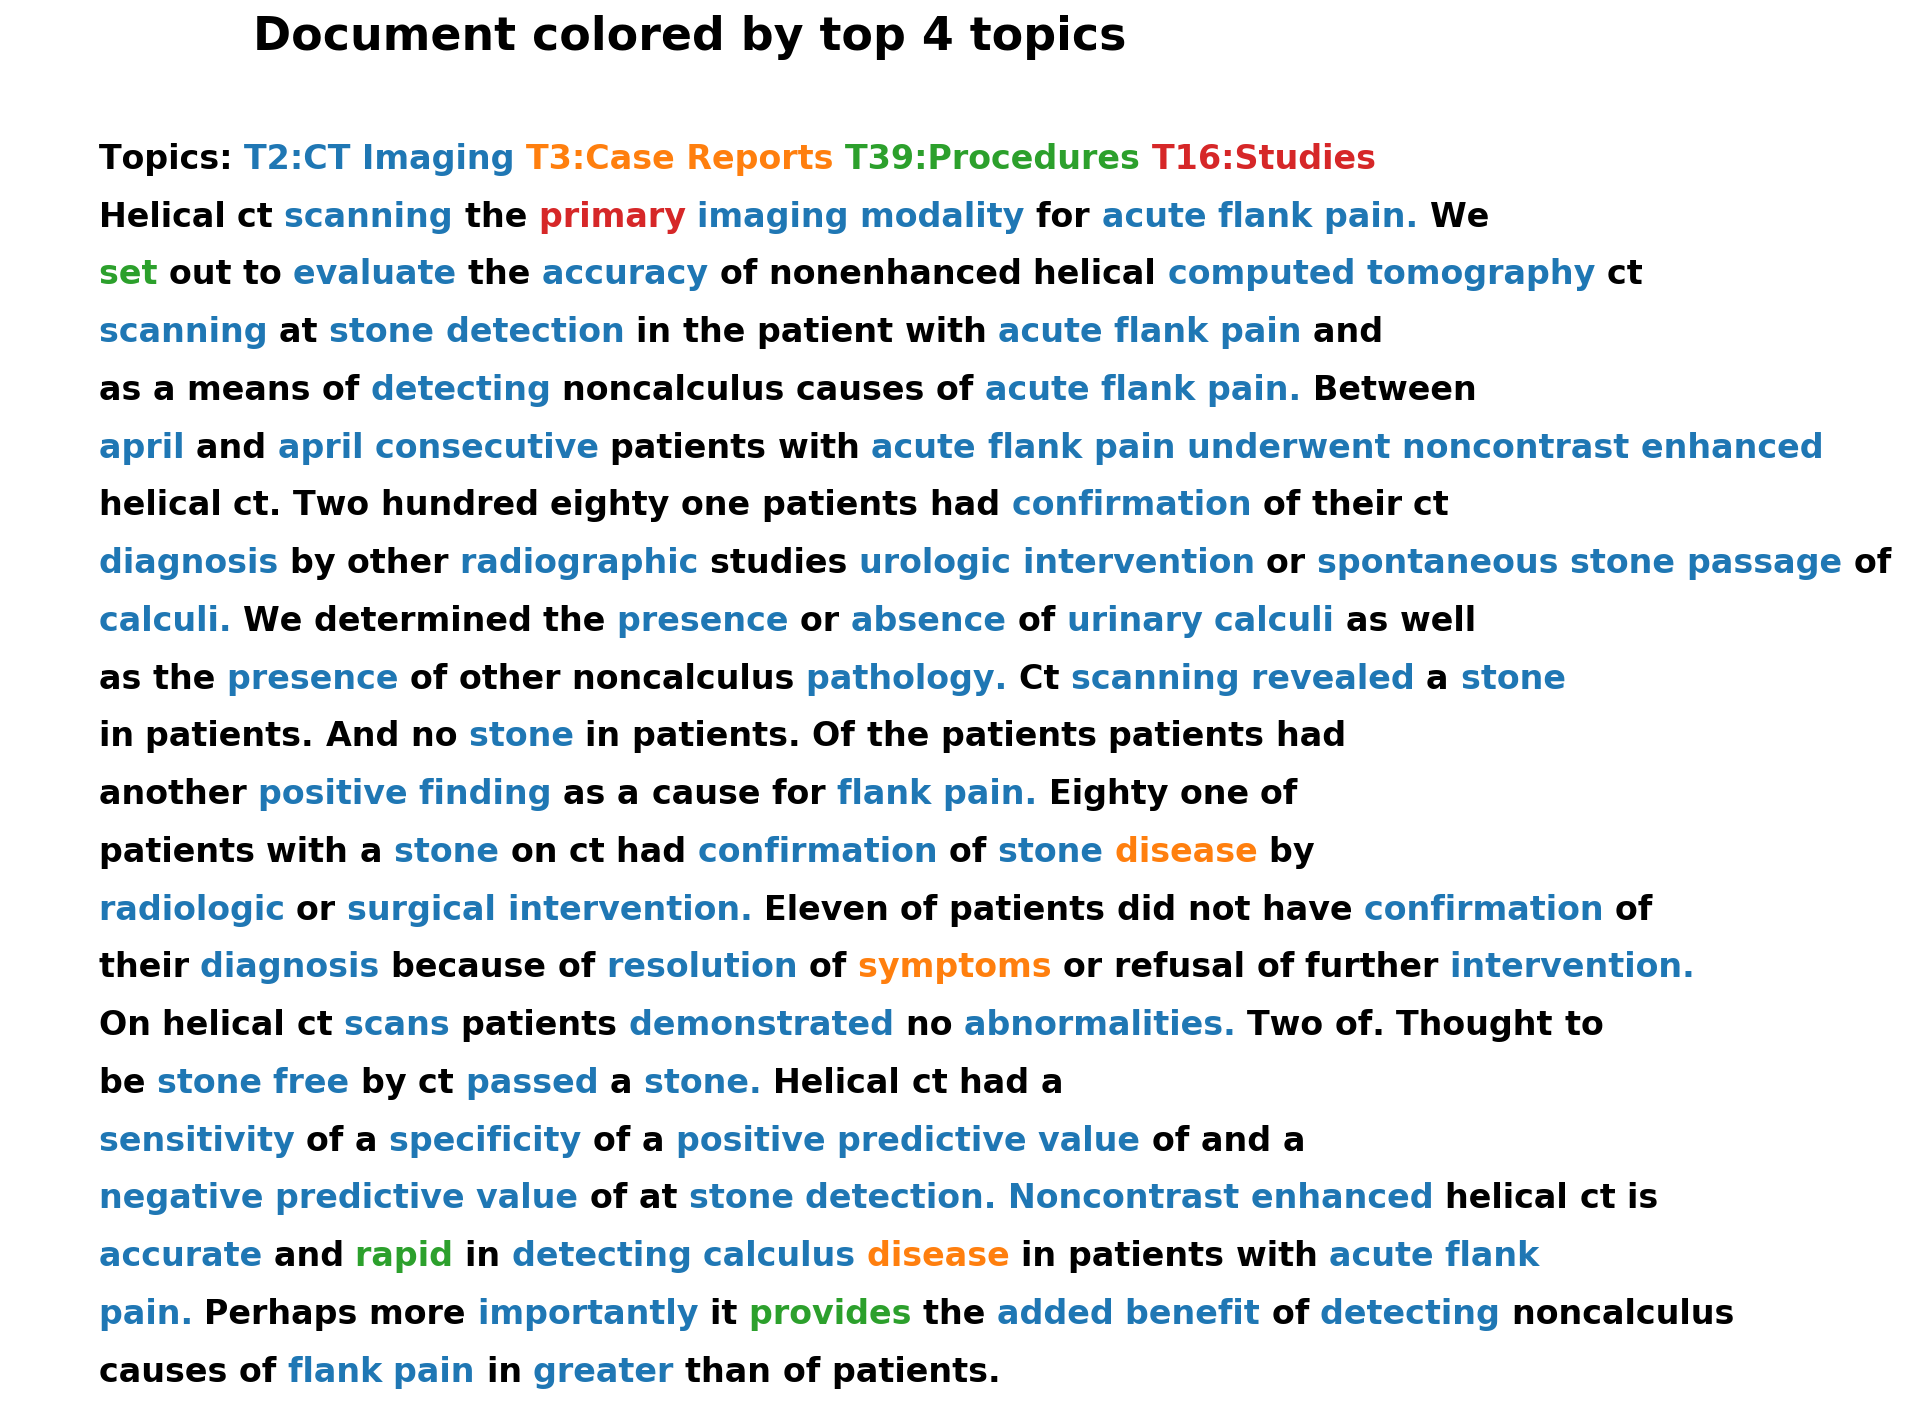 Document colored by top 4 topics
Topics: T2:CT Imaging T3:Case Reports T39:Procedures T16:Studies
Helical ct scanning the primary imaging modality for acute flank pain. We
set out to evaluate the accuracy of nonenhanced helical computed tomography ct
scanning at stone detection in the patient with acute flank pain and
as a means of detecting noncalculus causes of acute flank pain. Between
april and april consecutive patients with acute flank pain underwent noncontrast enhanced
helical ct. Two hundred eighty one patients had confirmation of their ct
diagnosis by other radiographic studies urologic intervention or spontaneous stone passage of
calculi. We determined the presence or absence of urinary calculi as well
as the presence of other noncalculus pathology. Ct scanning revealed a stone
in patients. And no stone in patients. Of the patients patients had
another positive finding as a cause for flank pain. Eighty one of
patients with a stone on ct had confirmation of stone disease by
radiologic or surgical intervention. Eleven of patients did not have confirmation of
their diagnosis because of resolution of symptoms or refusal of further intervention.
On helical ct scans patients demonstrated no abnormalities. Two of. Thought to
be stone free by ct passed a stone. Helical ct had a
sensitivity of a specificity of a positive predictive value of and a
negative predictive value of at stone detection. Noncontrast enhanced helical ct is
accurate and rapid in detecting calculus disease in patients with acute flank
pain. Perhaps more importantly it provides the added benefit of detecting noncalculus
causes of flank pain in greater than of patients.